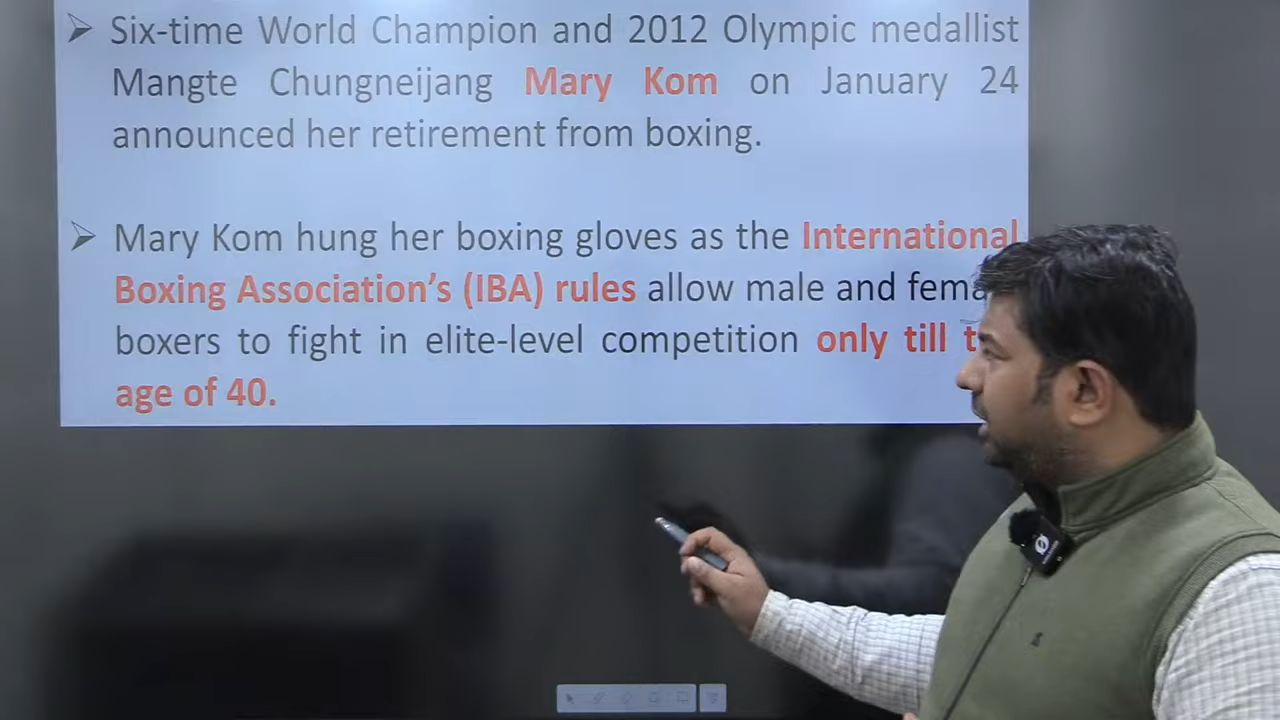 Six-time World Champion and 2012 Olympic medallist
Mangte Chungneijang Mary Kom on January 24
announced her retirement from boxing.
Mary Kom hung her boxing gloves as the International
Boxing Association's (IBA) rules allow male and
boxers to fight in elite-level competition only till
age of 40.